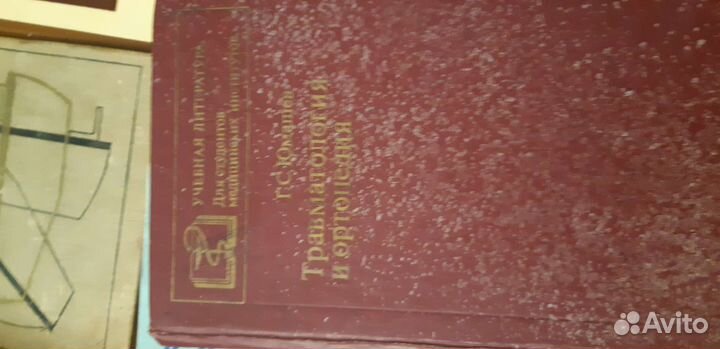 УЧЕБНАЯ ЛИТЕРАТУРА
Для студентов
медицинских институтов
Г.С.Юмашев
Травматология
и ортопедия
Avito